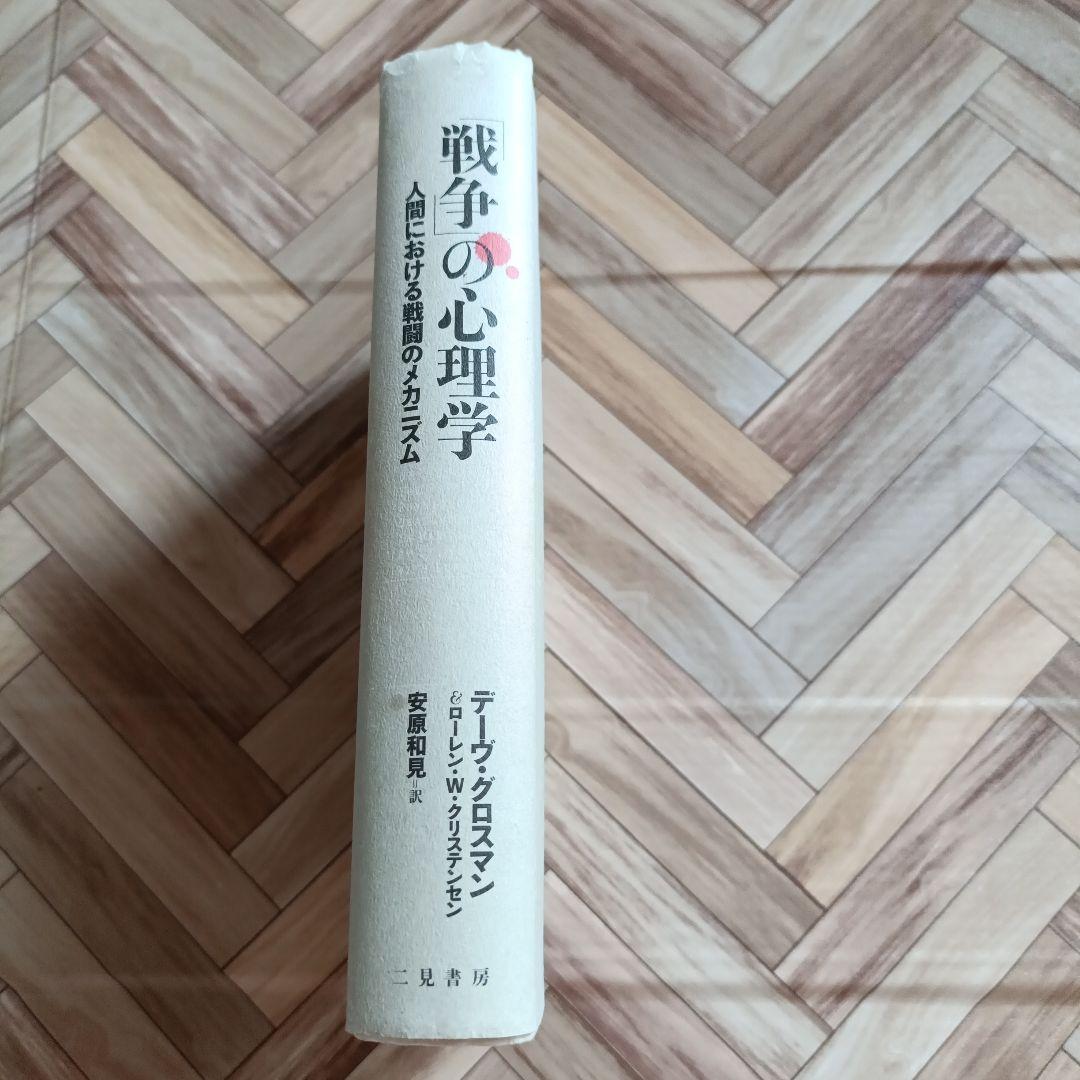 「戦争」の心理学
人間における戦闘のメカニズム
デーヴ・グロスマン
&ローレン・W・クリステンセン
安原和見=訳
二見書房